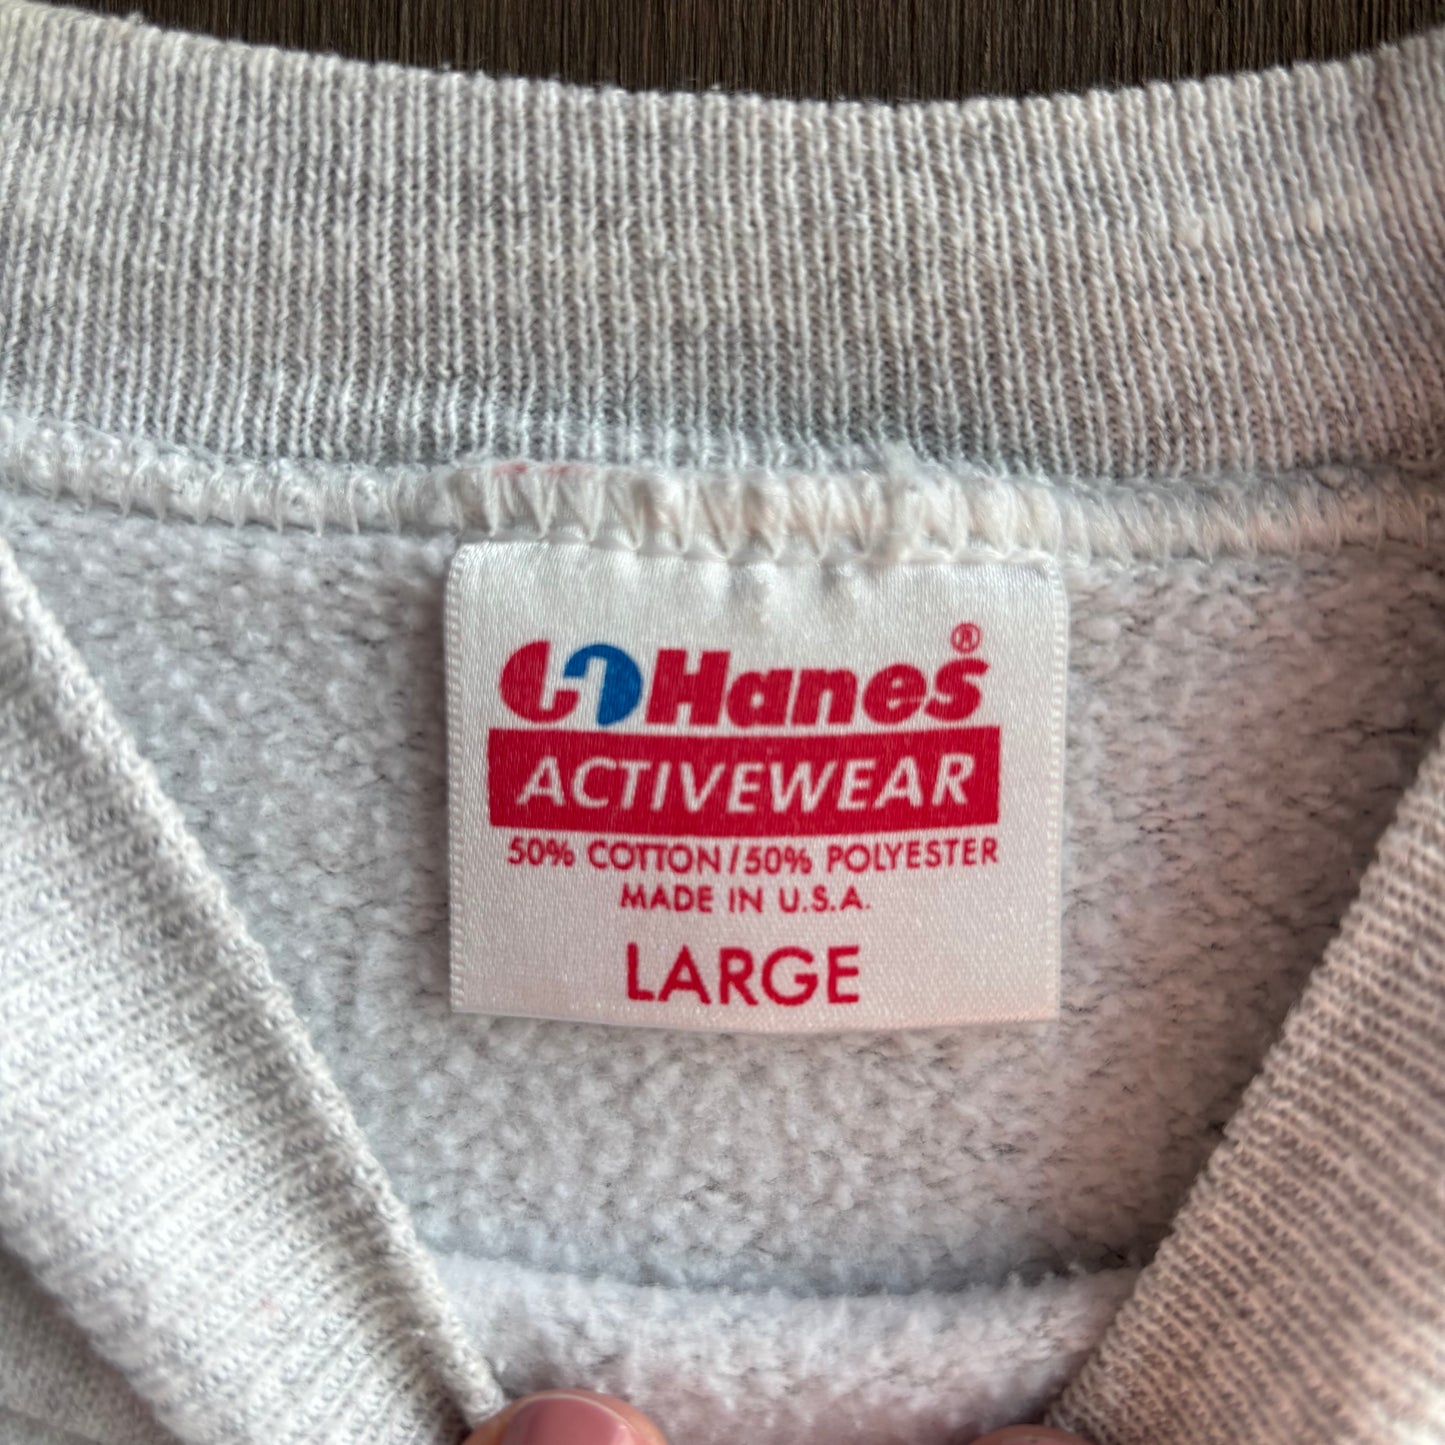 Hanes®
ACTIVEWEAR
50% COTTON/50% POLYESTER
MADE IN U.S.A.
LARGE